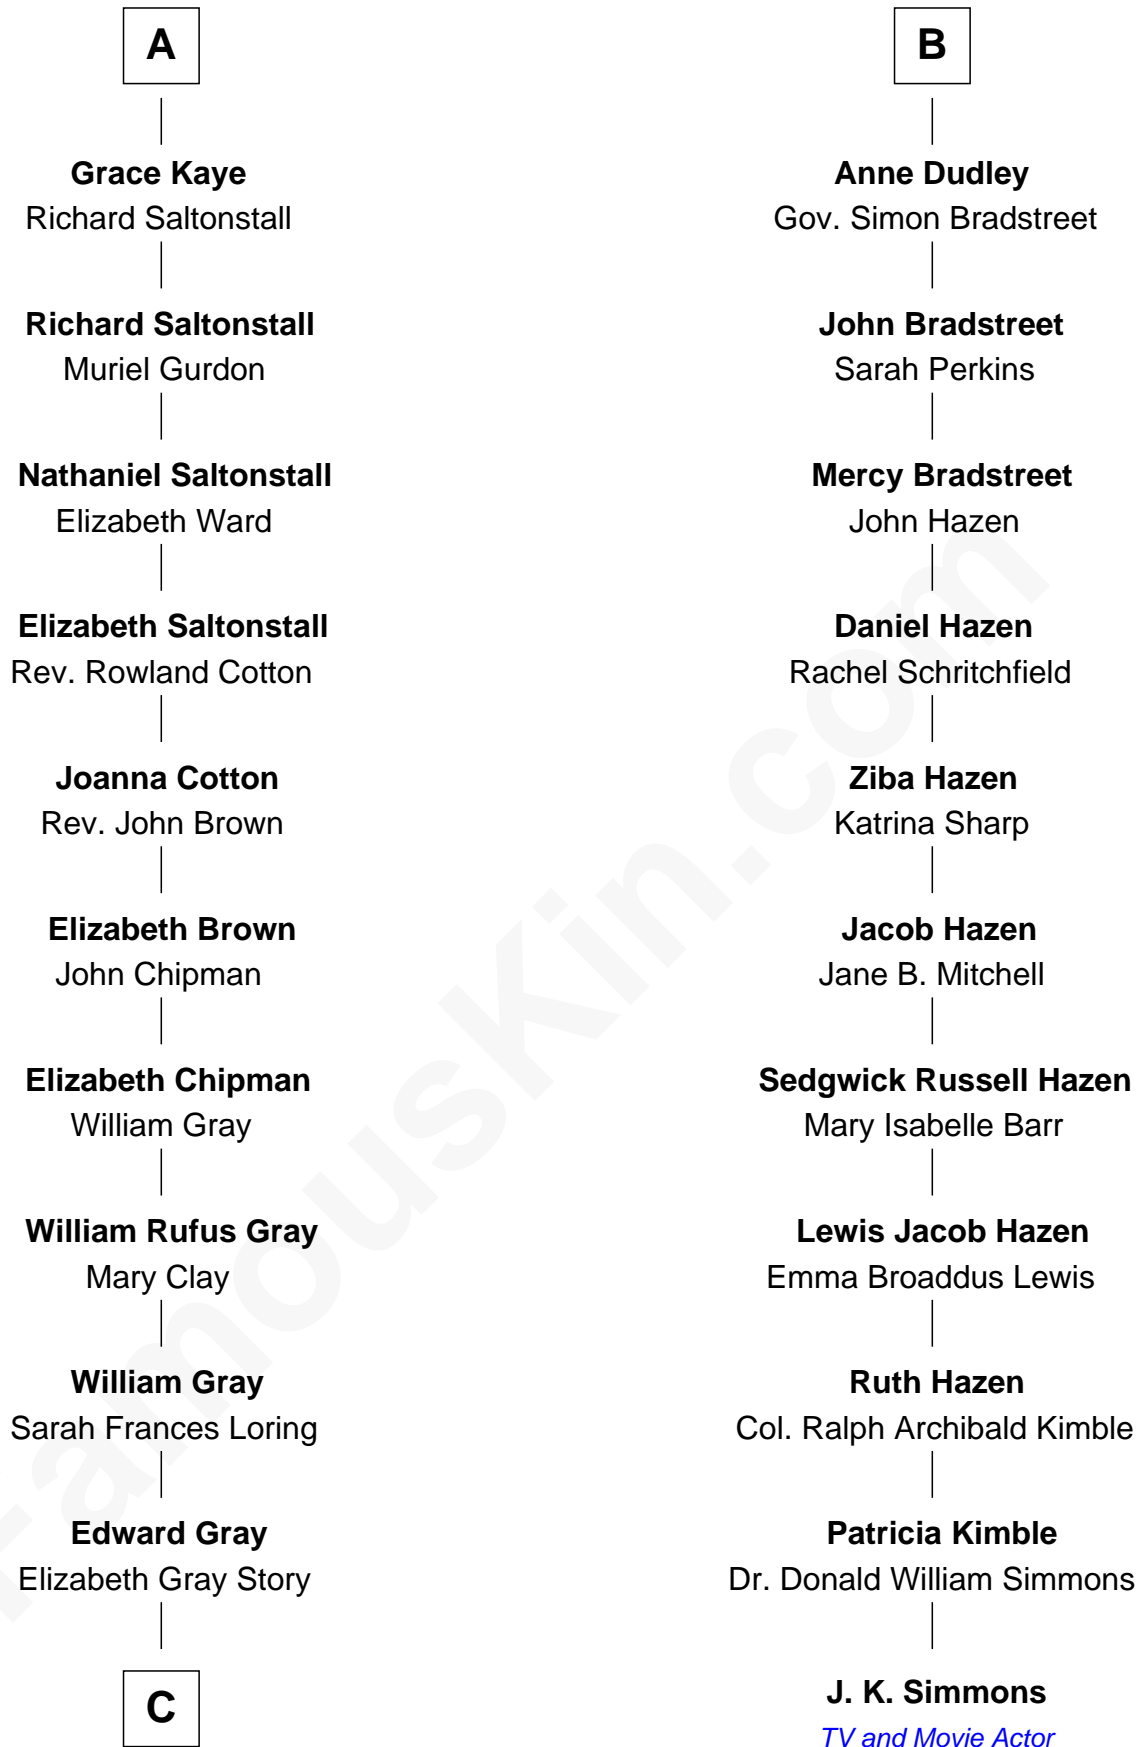 A
Grace Kaye
Richard Saltonstall
Richard Saltonstall
Muriel Gurdon
Nathaniel Saltonstall
Elizabeth Ward
Elizabeth Saltonstall
Rev. Rowland Cotton
Joanna Cotton
Rev. John Brown
Elizabeth Brown
John Chipman
Elizabeth Chipman
William Gray
William Rufus Gray
Mary Clay
William Gray
Sarah Frances Loring
Edward Gray
Elizabeth Gray Story
C
B
Anne Dudley
Gov. Simon Bradstreet
John Bradstreet
Sarah Perkins
Mercy Bradstreet
John Hazen
Daniel Hazen
Rachel Schritchfield
Ziba Hazen
Katrina Sharp
Jacob Hazen
Jane B. Mitchell
Sedgwick Russell Hazen
Mary Isabelle Barr
Lewis Jacob Hazen
Emma Broaddus Lewis
Ruth Hazen
Col. Ralph Archibald Kimble
Patricia Kimble
Dr. Donald William Simmons
J. K. Simmons
TV and Movie Actor
FamousKin.com